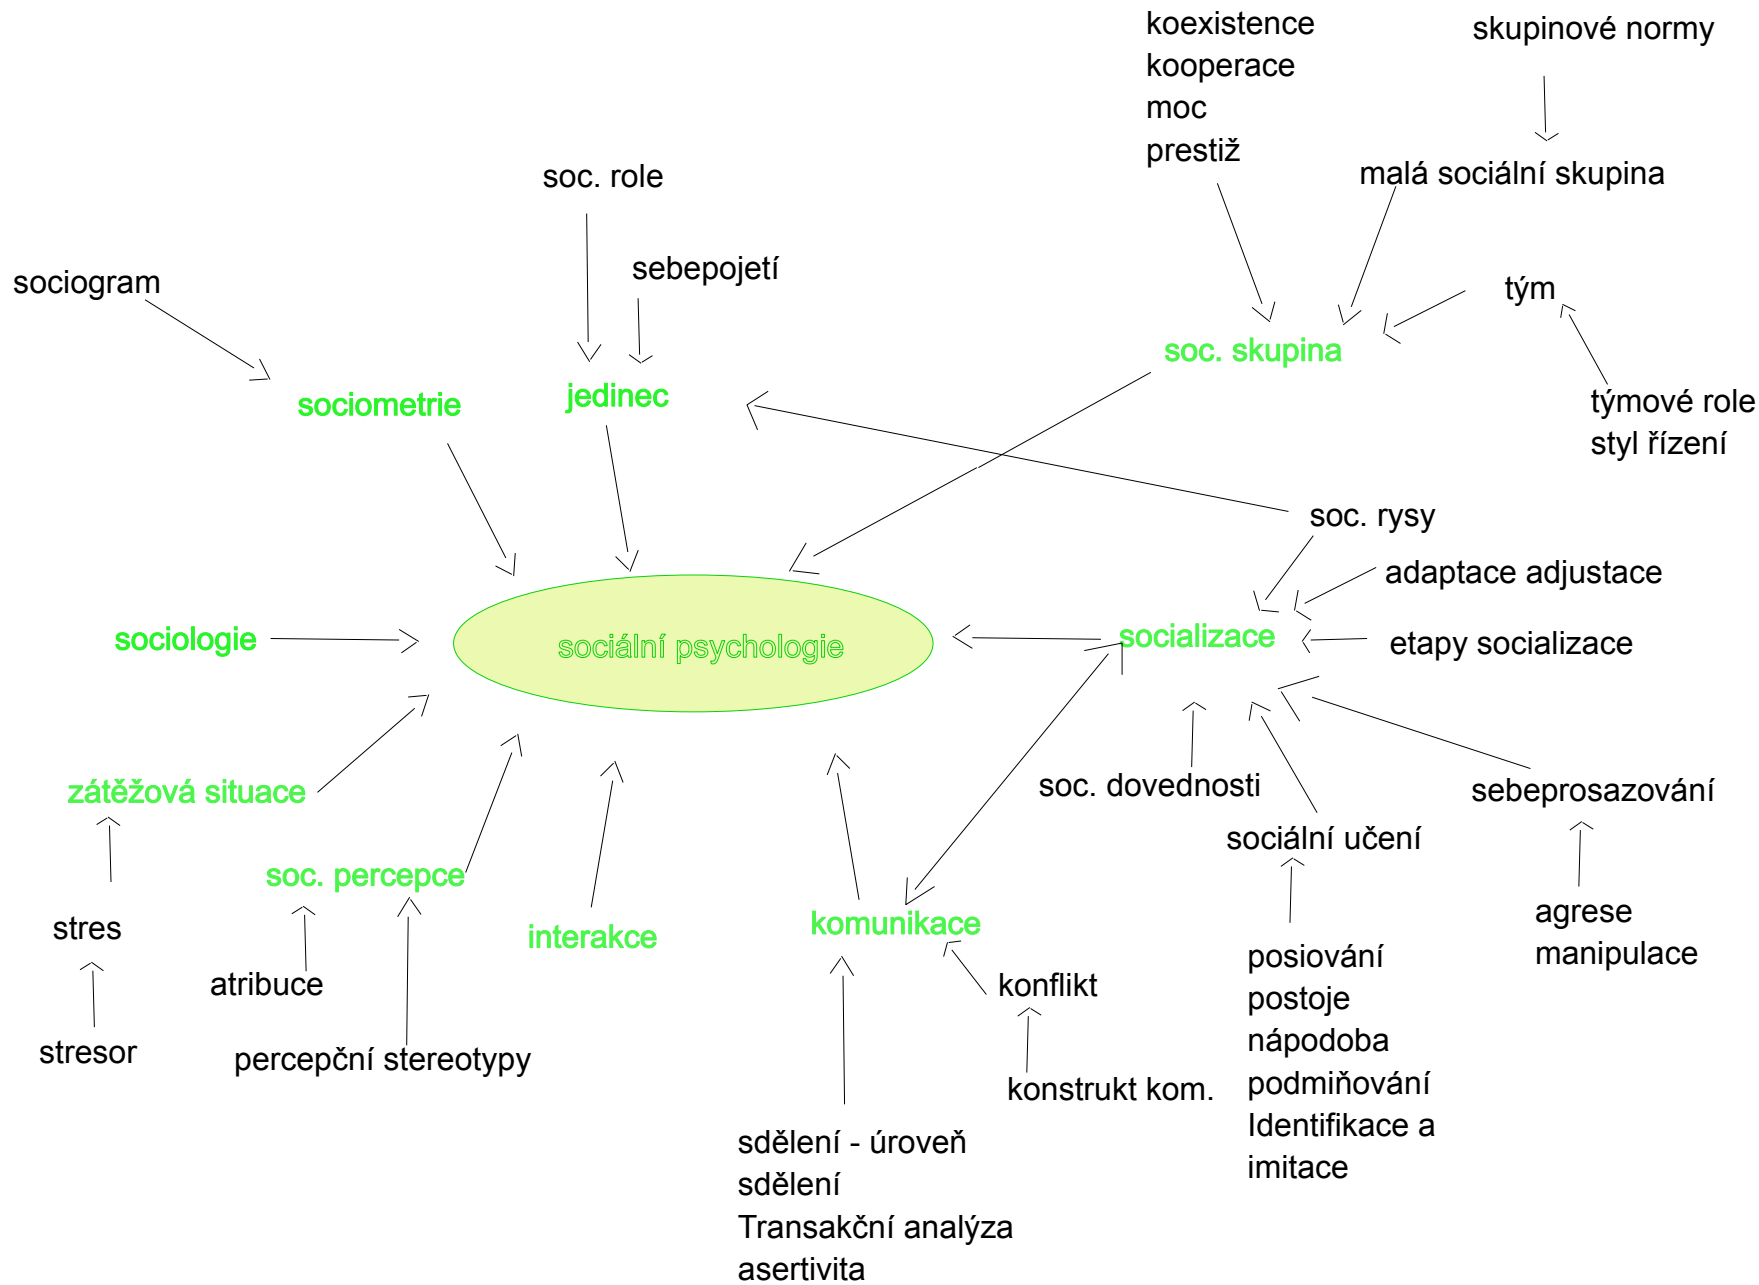 koexistence
kooperace
moc
prestiž
skupinové normy
malá sociální skupina
soc. role
sebepojetí
sociogram
tým
soc. skupina
sociometrie
jedinec
týmové role
styl řízení
soc. rysy
adaptace adjustace
sociologie
sociální psychologie
socializace
etapy socializace
zátěžová situace
soc. dovednosti
sebeprosazování
sociální učení
soc. percepce
stres
interakce
komunikace
agrese
manipulace
atribuce
konflikt
posiování
postoje
nápodoba
podmiňování
Identifikace a
imitace
stresor
percepční stereotypy
konstrukt kom.
sdělení - úroveň
sdělení
Transakční analýza
asertivita